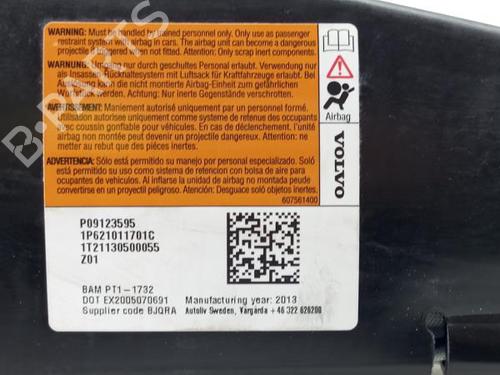 WARNING: Must be handled by trained personnel only. Only use as passenger
restraint system with airbag in cars. The airbag unit can become a dangerous
projectile if triggered when not fitted. Attention: Only scrap inert components.
WARNUNG: Umgang nur durch geschultes Personal erlaubt. Verwendung nur
als Insassen-Rückhaltesystem mit Luftsack für Kraftfahrzeuge erlaubt. Bei
Auslösung kann die nicht montierte Airbag-Einheit zum gefährlichen
Wurfstück werden. Achtung: Nur inerte Gegenstände verschrotten.
AVERTISSEMENT: Maniement autorisé uniquement par un personnel formé.
Utilisation autorisée uniquement comme systeme de retenue des occupants
avec coussin gonflable pour véhicules. En cas de déclenchement, l'unité
airbag non montée peut devenir un projectile dangereux. Attention: ne mettre
au rebut que des pièces inertes.
ADVERTENCIA: Sólo está permitido su manejo por personal especializado. Soló
está permitido su uso como sistema de retencion con bolsa de aire para
ocupantes de vehículos. La unidad de airbag no montada puede convertirse
en un proyectil peligroso. Atención: Desguace soló objetos inertes.
607561400
Airbag
VOLVO
B-PARTS
P09123595
1P621011701C
1T21130500055
Z01
BAM PT1-1732
DOT EX2005070691
Supplier code BJQRA
Manufacturing year: 2013
Autoliv Sweden, Vårgårda +46 322 626200